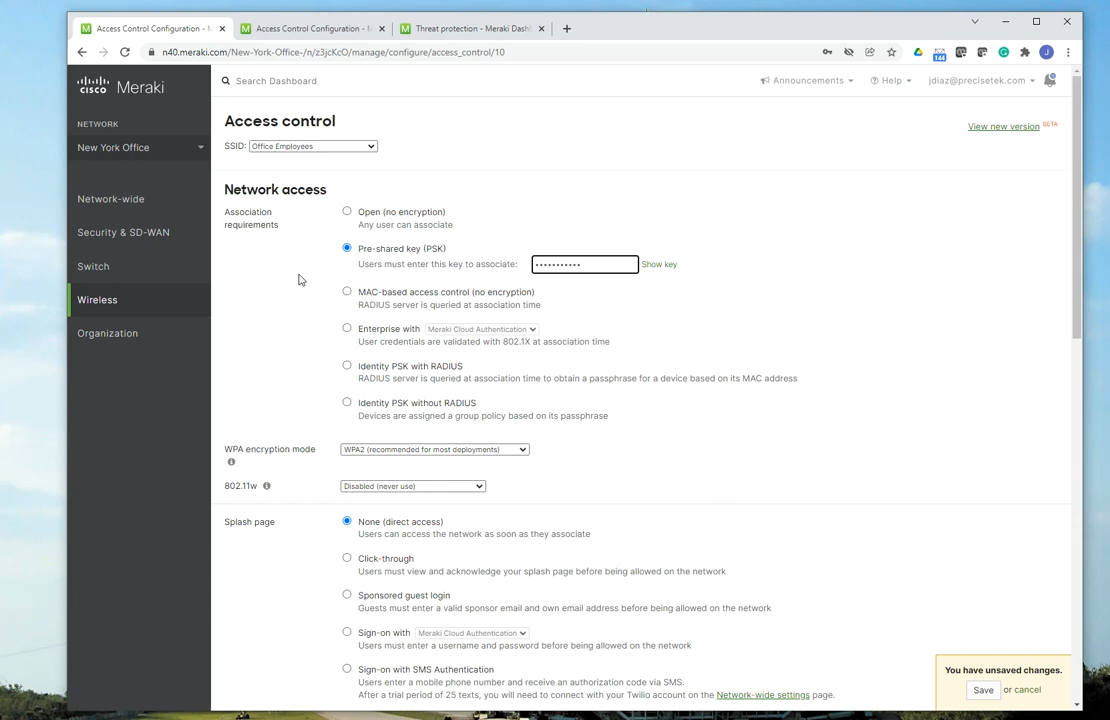 Access Control Configuration -
Access Control Configuration - M
Threat protection - Meraki Dash
n40.meraki.com/New-York-Office-/n/z3jcKcO/manage/configure/access_control/10
144
J
CISCO Meraki
Search Dashboard
Announcements
Help
jdiaz@precisetek.com
NETWORK
New York Office
Network-wide
Security & SD-WAN
Switch
Wireless
Organization
Access control
View new version BETA
SSID: Office Employees
Network access
Association requirements
Open (no encryption)
Any user can associate
Pre-shared key (PSK)
Users must enter this key to associate: ••••••••••• Show key
MAC-based access control (no encryption)
RADIUS server is queried at association time
Enterprise with Meraki Cloud Authentication
User credentials are validated with 802.1X at association time
Identity PSK with RADIUS
RADIUS server is queried at association time to obtain a passphrase for a device based on its MAC address
Identity PSK without RADIUS
Devices are assigned a group policy based on its passphrase
WPA encryption mode WPA2 (recommended for most deployments)
802.11w Disabled (never use)
Splash page
None (direct access)
Users can access the network as soon as they associate
Click-through
Users must view and acknowledge your splash page before being allowed on the network
Sponsored guest login
Guests must enter a valid sponsor email and own email address before being allowed on the network
Sign-on with Meraki Cloud Authentication
Users must enter a username and password before being allowed on the network
Sign-on with SMS Authentication
Users enter a mobile phone number and receive an authorization code via SMS.
After a trial period of 25 texts, you will need to connect with your Twilio account on the Network-wide settings page.
You have unsaved changes.
Save or cancel